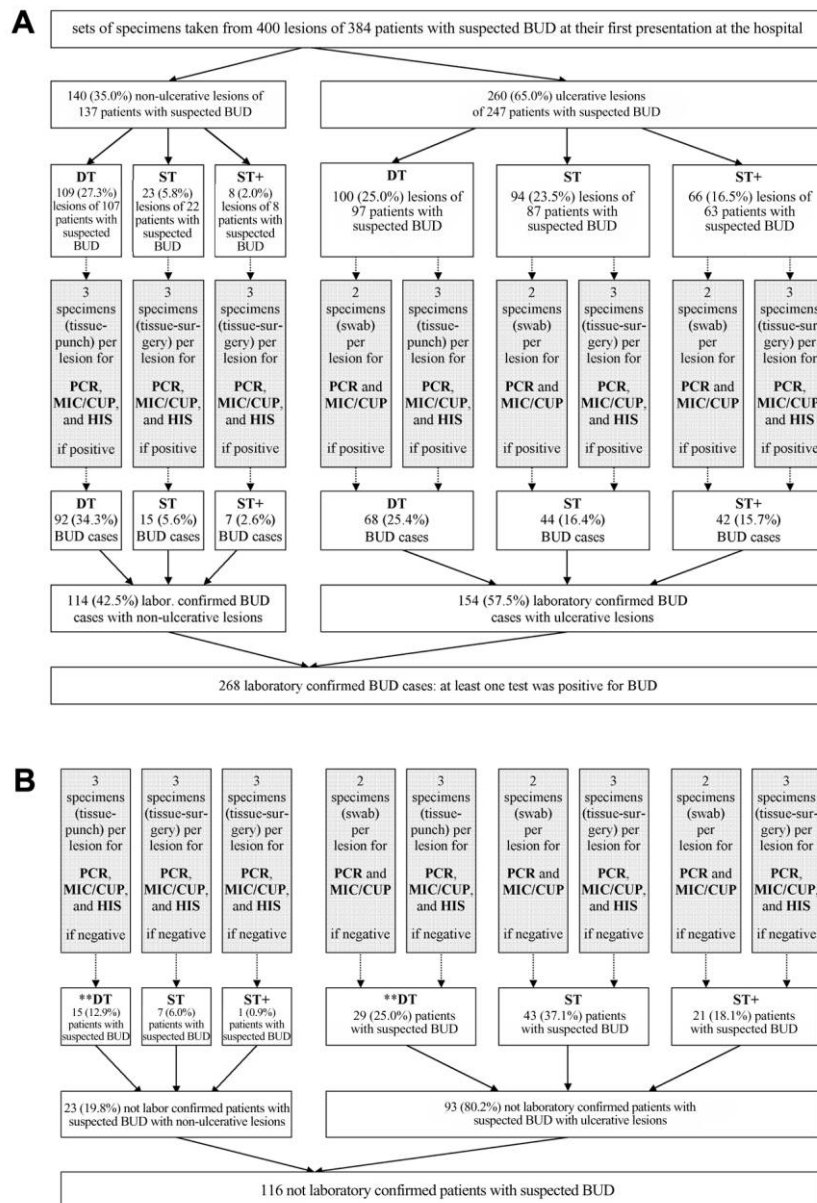 A
sets of specimens taken from 400 lesions of 384 patients with suspected BUD at their first presentation at the hospital
140 (35.0%) non-ulcerative lesions of
137 patients with suspected BUD
260 (65.0%) ulcerative lesions
of 247 patients with suspected BUD
DT
109 (27.3%)
lesions of 107
patients with
suspected
BUD
ST
23 (5.8%)
lesions of 22
patients with
suspected
BUD
ST+
8 (2.0%)
lesions of 8
patients with
suspected
BUD
DT
100 (25.0%) lesions of
97 patients with
suspected BUD
ST
94 (23.5%) lesions of
87 patients with
suspected BUD
ST+
66 (16.5%) lesions of
63 patients with
suspected BUD
3
specimens
(tissue-
punch) per
lesion for
PCR,
MIC/CUP,
and HIS
if positive
3
specimens
(tissue-sur-
gery) per
lesion for
PCR,
MIC/CUP,
and HIS
if positive
3
specimens
(tissue-sur-
gery) per
lesion for
PCR,
MIC/CUP,
and HIS
if positive
2
specimens
(swab)
per
lesion for
PCR and
MIC/CUP
if positive
3
specimens
(tissue-
punch) per
lesion for
PCR,
MIC/CUP,
and HIS
if positive
2
specimens
(swab)
per
lesion for
PCR and
MIC/CUP
if positive
3
specimens
(tissue-sur-
gery) per
lesion for
PCR,
MIC/CUP,
and HIS
if positive
2
specimens
(swab)
per
lesion for
PCR and
MIC/CUP
if positive
3
specimens
(tissue-sur-
gery) per
lesion for
PCR,
MIC/CUP,
and HIS
if positive
DT
92 (34.3%)
BUD cases
ST
15 (5.6%)
BUD cases
ST+
7 (2.6%)
BUD cases
DT
68 (25.4%)
BUD cases
ST
44 (16.4%)
BUD cases
ST+
42 (15.7%)
BUD cases
114 (42.5%) labor. confirmed BUD
cases with non-ulcerative lesions
154 (57.5%) laboratory confirmed BUD
cases with ulcerative lesions
268 laboratory confirmed BUD cases: at least one test was positive for BUD
B
3
specimens
(tissue-
punch) per
lesion for
PCR,
MIC/CUP,
and HIS
if negative
3
specimens
(tissue-sur-
gery) per
lesion for
PCR,
MIC/CUP,
and HIS
if negative
3
specimens
(tissue-sur-
gery) per
lesion for
PCR,
MIC/CUP,
and HIS
if negative
2
specimens
(swab)
per
lesion for
PCR and
MIC/CUP
if negative
3
specimens
(tissue-
punch) per
lesion for
PCR,
MIC/CUP,
and HIS
if negative
2
specimens
(swab)
per
lesion for
PCR and
MIC/CUP
if negative
3
specimens
(tissue-sur-
gery) per
lesion for
PCR,
MIC/CUP,
and HIS
if negative
2
specimens
(swab)
per
lesion for
PCR and
MIC/CUP
if negative
3
specimens
(tissue-sur-
gery) per
lesion for
PCR,
MIC/CUP,
and HIS
if negative
**DT
15 (12.9%)
patients with
suspected BUD
ST
7 (6.0%)
patients with
suspected BUD
ST+
1 (0.9%)
patients with
suspected BUD
**DT
29 (25.0%) patients
with suspected BUD
ST
43 (37.1%) patients
with suspected BUD
ST+
21 (18.1%) patients
with suspected BUD
23 (19.8%) not labor confirmed patients with
suspected BUD with non-ulcerative lesions
93 (80.2%) not laboratory confirmed patients with
suspected BUD with ulcerative lesions
116 not laboratory confirmed patients with suspected BUD